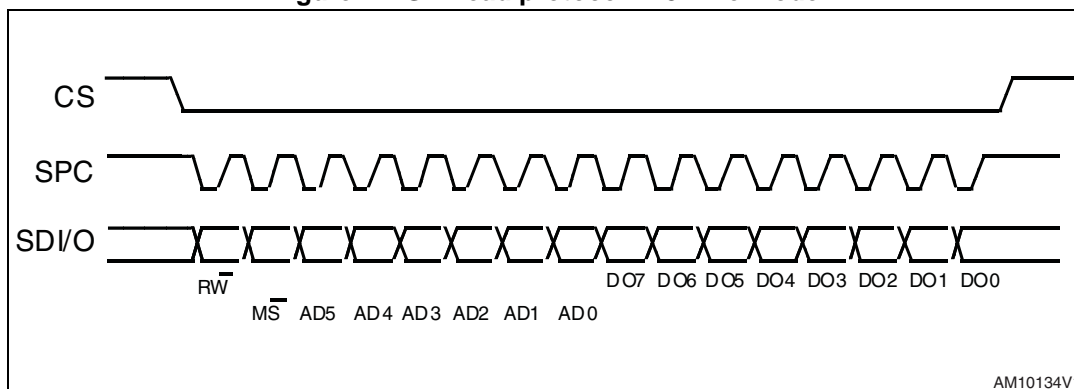 CS
SPC
SDI/O
RW
DO7 DO6 DO5 DO4 DO3 DO2 DO1 DO0
MS AD5 AD4 AD3 AD2 AD1 AD0
AM10134V